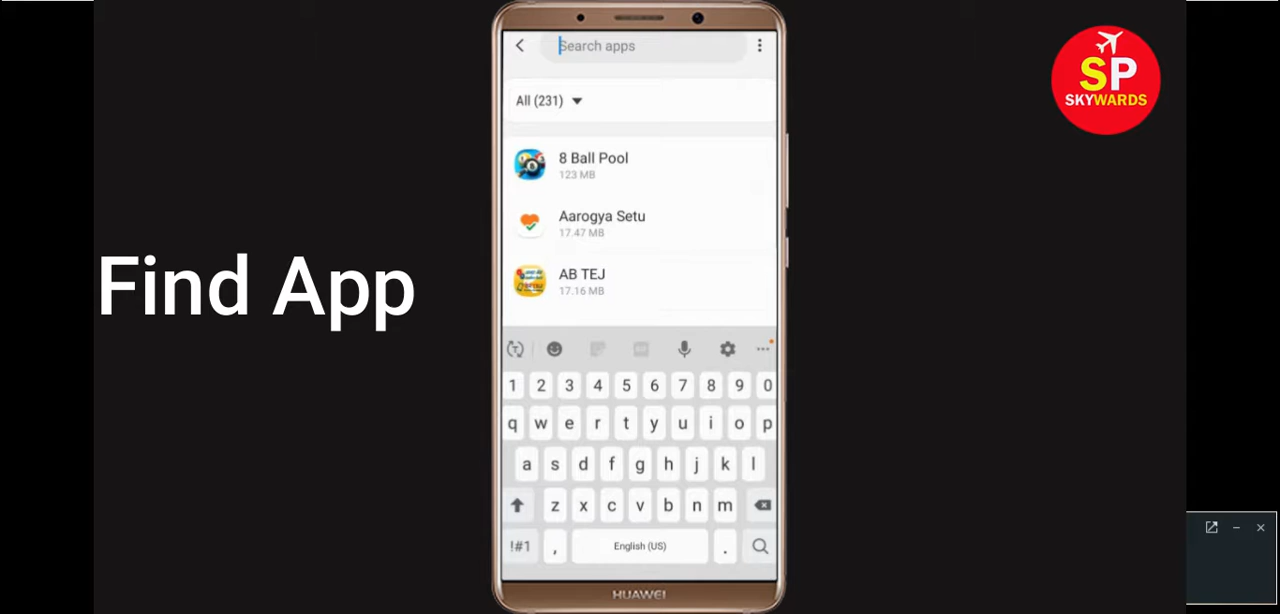 Search apps
SP
SKYWARDS
All (231)
8 Ball Pool
123 MB
Aarogya Setu
17.47 MB
Find App
AB TEJ
17.16 MB
1 2 3 4 5 6 7 8 9 0
q w e r t y u i o p
a s d f g h j k l
z x c v b n m
!#1 , English (US) .
HUAWEI